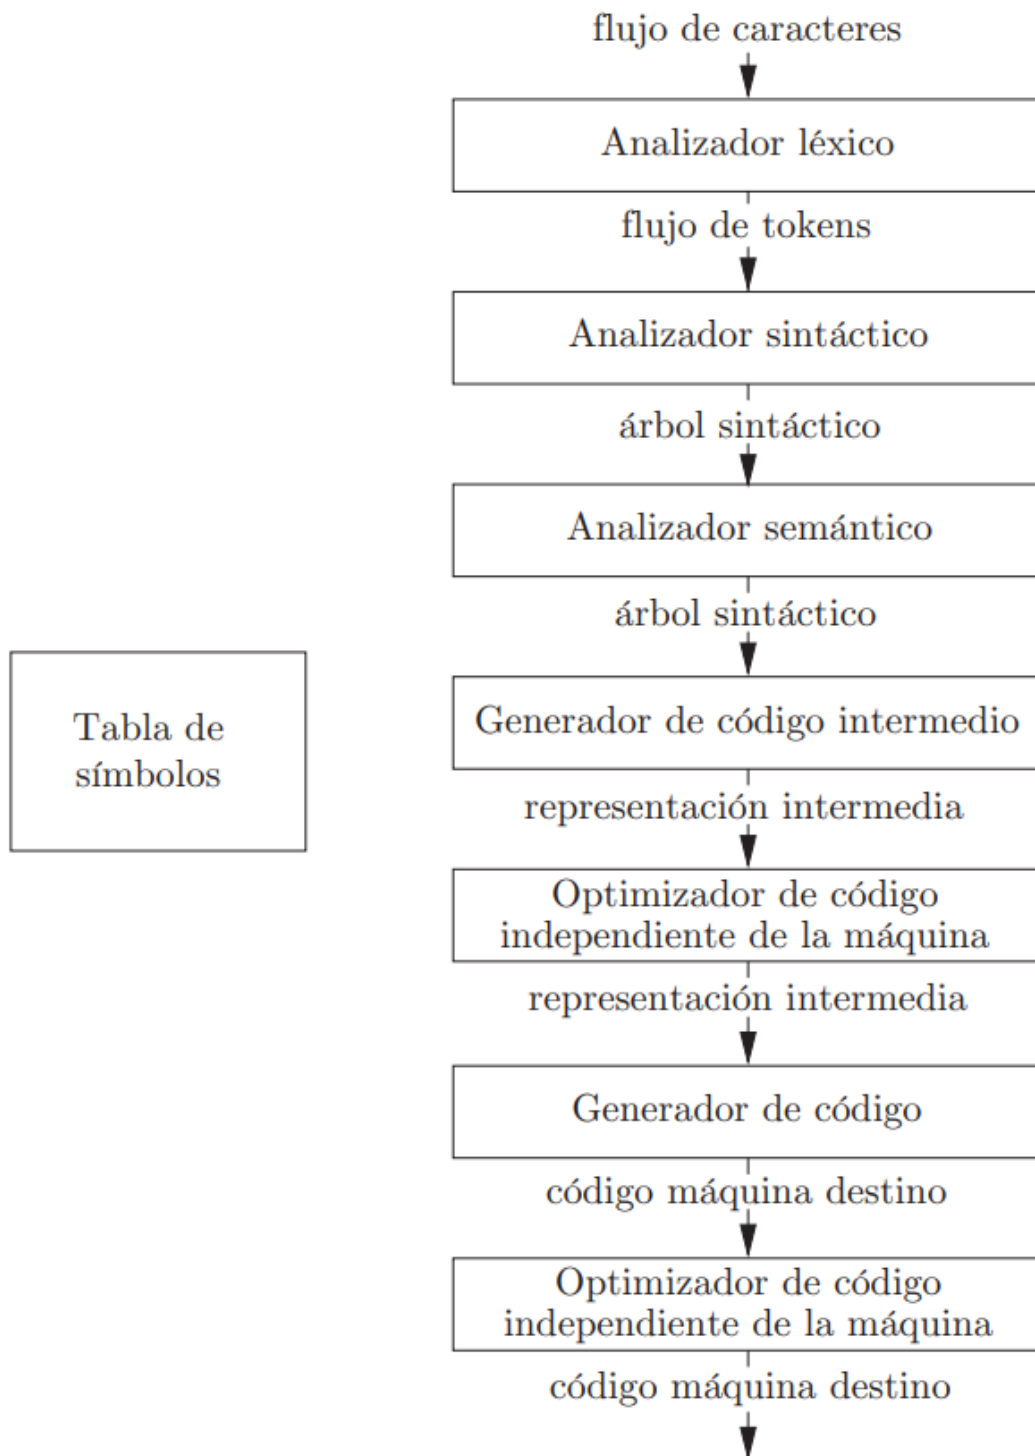 flujo de caracteres
Analizador léxico
flujo de tokens
Analizador sintáctico
árbol sintáctico
Analizador semántico
árbol sintáctico
Generador de código intermedio
Tabla de
símbolos
representación intermedia
Optimizador de código
independiente de la máquina
representación intermedia
Generador de código
código máquina destino
Optimizador de código
independiente de la máquina
código máquina destino